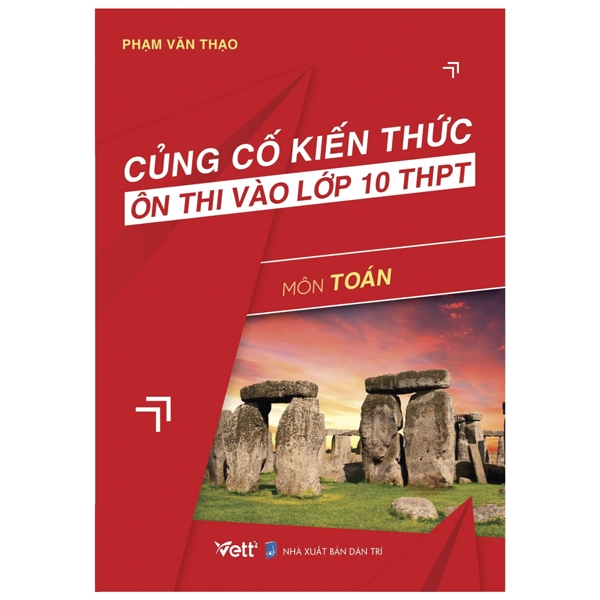 PHẠM VĂN THẠO
CỦNG CỐ KIẾN THỨC
ÔN THI VÀO LỚP 10 THPT
MÔN TOÁN
Vett
NHÀ XUẤT BẢN DÂN TRÍ